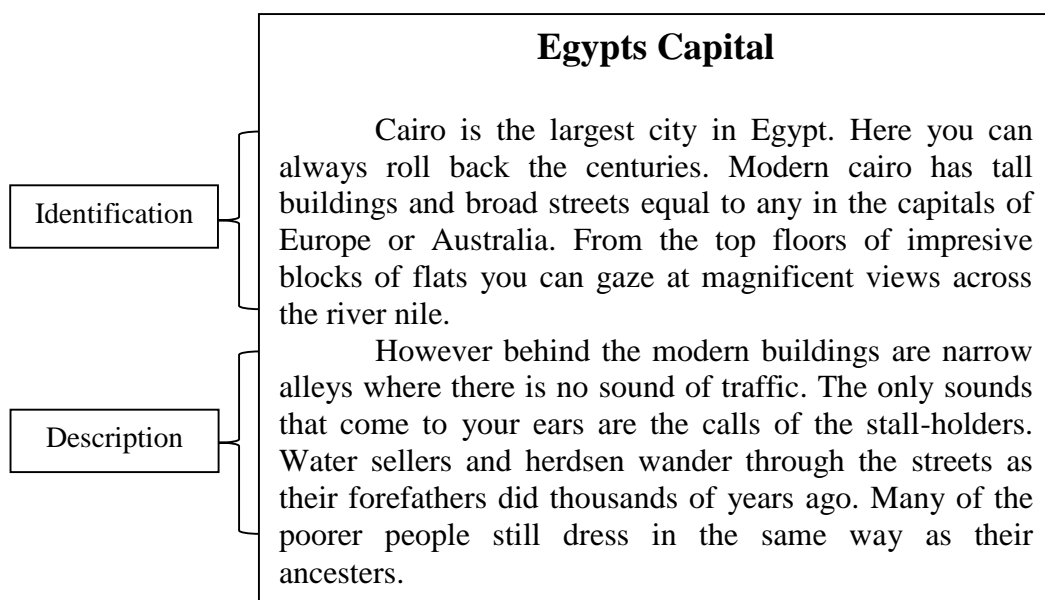 Egypts Capital
Cairo is the largest city in Egypt. Here you can
always roll back the centuries. Modern cairo has tall
buildings and broad streets equal to any in the capitals of
Europe or Australia. From the top floors of impresive
blocks of flats you can gaze at magnificent views across
the river nile.
However behind the modern buildings are narrow
alleys where there is no sound of traffic. The only sounds
that come to your ears are the calls of the stall-holders.
Water sellers and herdsen wander through the streets as
their forefathers did thousands of years ago. Many of the
poorer people still dress in the same way as their
ancesters.
Identification
Description